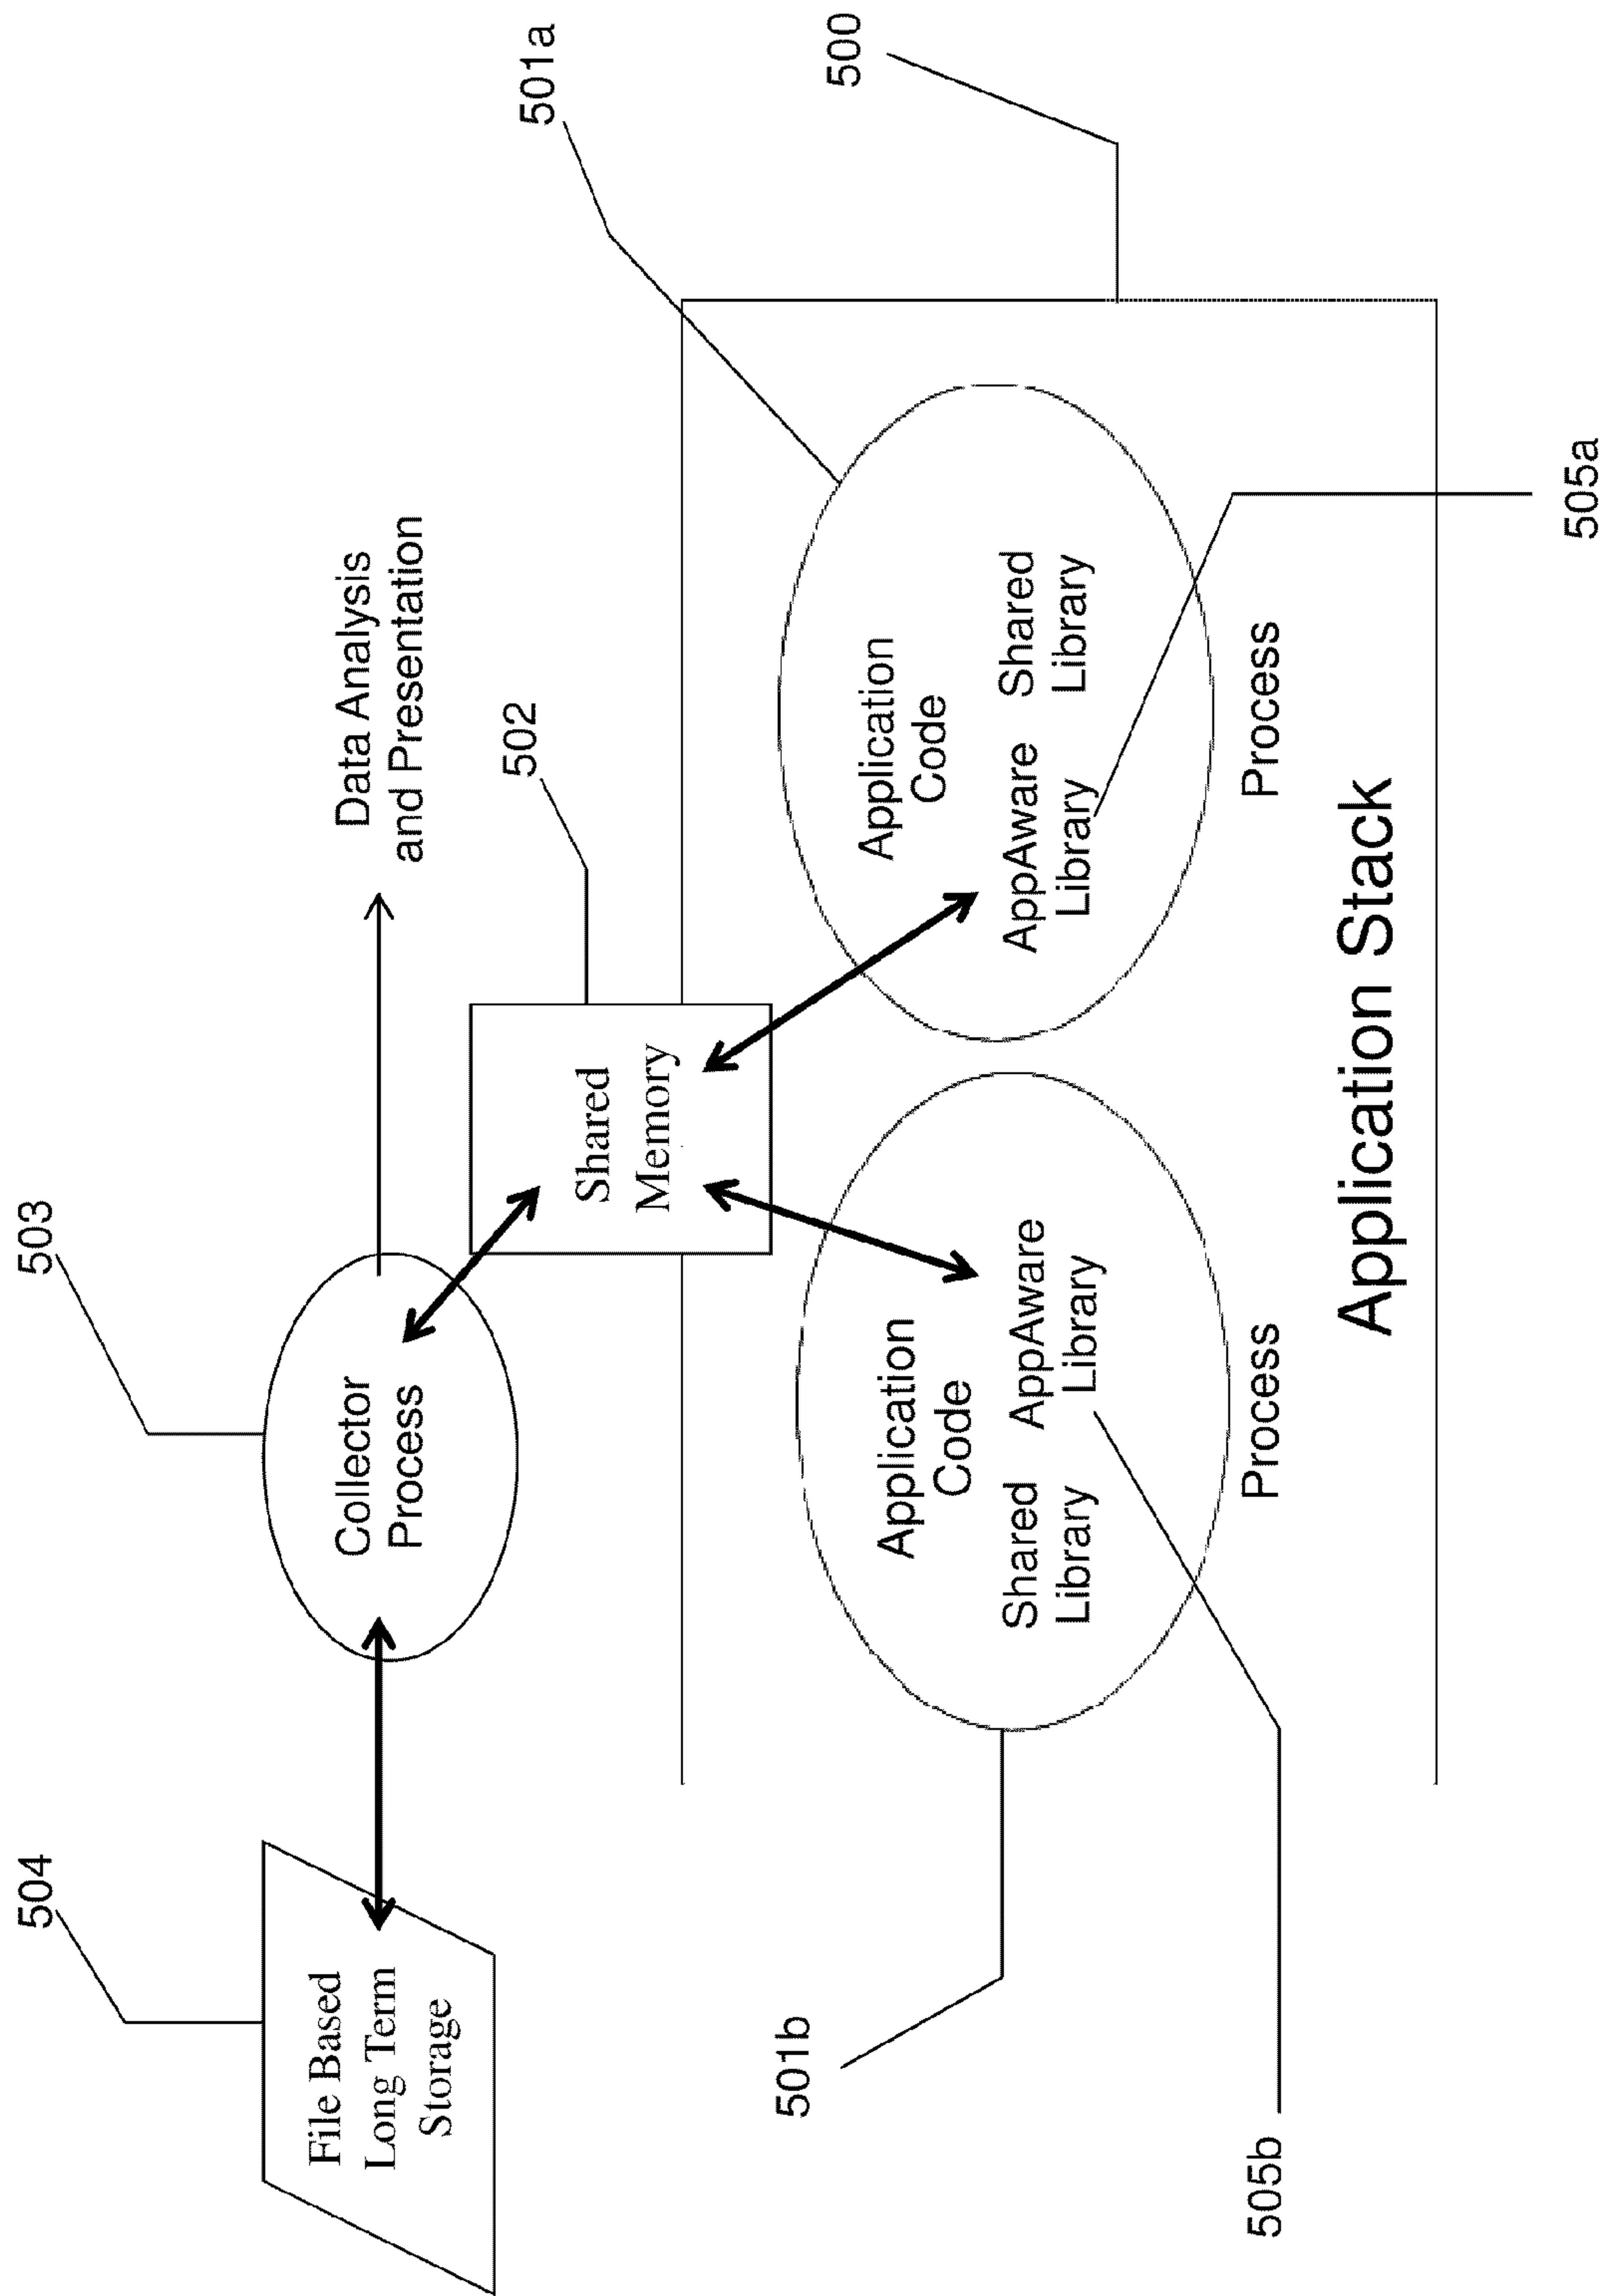 504
503
File Based
Long Term
Storage
Collector
Process
Data Analysis
and Presentation
502
501a
Shared
Memory
500
501b
Application
Code
Shared
Library
AppAware
Library
Application
Code
AppAware
Library
Shared
Library
Process
Process
505b
Application Stack
505a